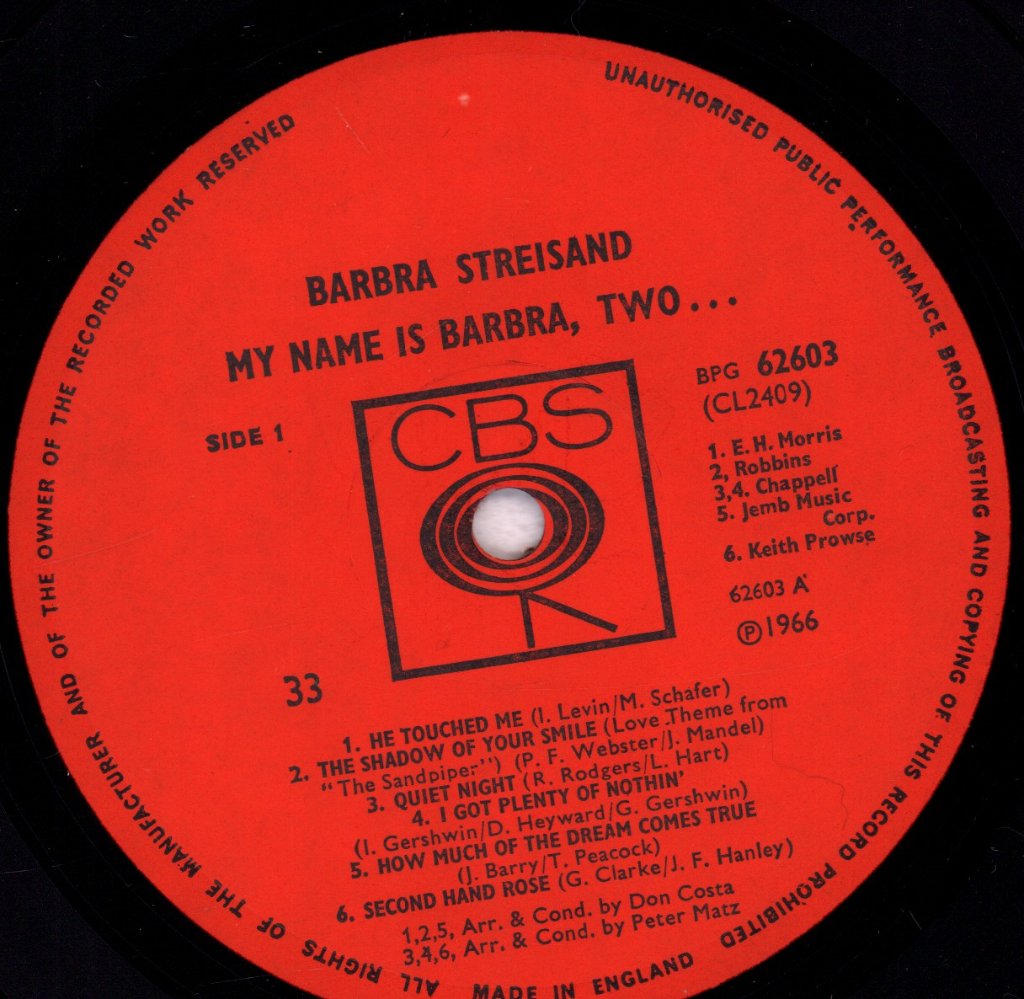 BARBRA STREISAND
MY NAME IS BARBRA, TWO...
SIDE 1
CBS
BPG 62603
(CL2409)
1. E. H. Morris
2, Robbins
3,4. Chappell
5. Jemb Music
Corp.
6. Keith Prowse
62603 A
Ⓟ1966
33
1. HE TOUCHED ME (I. Levin/M. Schafer)
2. THE SHADOW OF YOUR SMILE (Love Theme from
"The Sandpiper") (P. F. Webster/J. Mandel)
3. QUIET NIGHT (R. Rodgers/L. Hart)
4. I GOT PLENTY OF NOTHIN'
(I. Gershwin/D. Heyward/G. Gershwin)
5. HOW MUCH OF THE DREAM COMES TRUE
(J. Barry/T. Peacock)
6. SECOND HAND ROSE (G. Clarke/J. F. Hanley)
1,2,5, Arr. & Cond. by Don Costa
3,4,6, Arr. & Cond. by Peter Matz
ALL RIGHTS OF THE MANUFACTURER AND OF THE OWNER OF THE RECORDED WORK RESERVED
UNAUTHORISED PUBLIC PERFORMANCE BROADCASTING AND COPYING OF THIS RECORD PROHIBITED
MADE IN ENGLAND